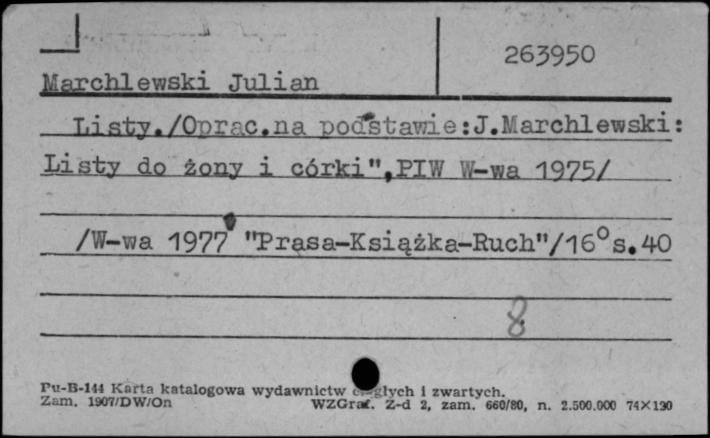 263950
Marchlewski Julian
Listy./Oprac.na podstawie:J.Marchlewski:
Listy do żony i córki",PIW W-wa 1975/
/W-wa 1977 "Prasa-Książka-Ruch"/16°s.40
8
Pu-B-144 Karta katalogowa wydawnictw ciągłych i zwartych.
Zam. 1907/DW/On WZGraf. Z-d 2, zam. 660/80, n. 2.500.000 74×120